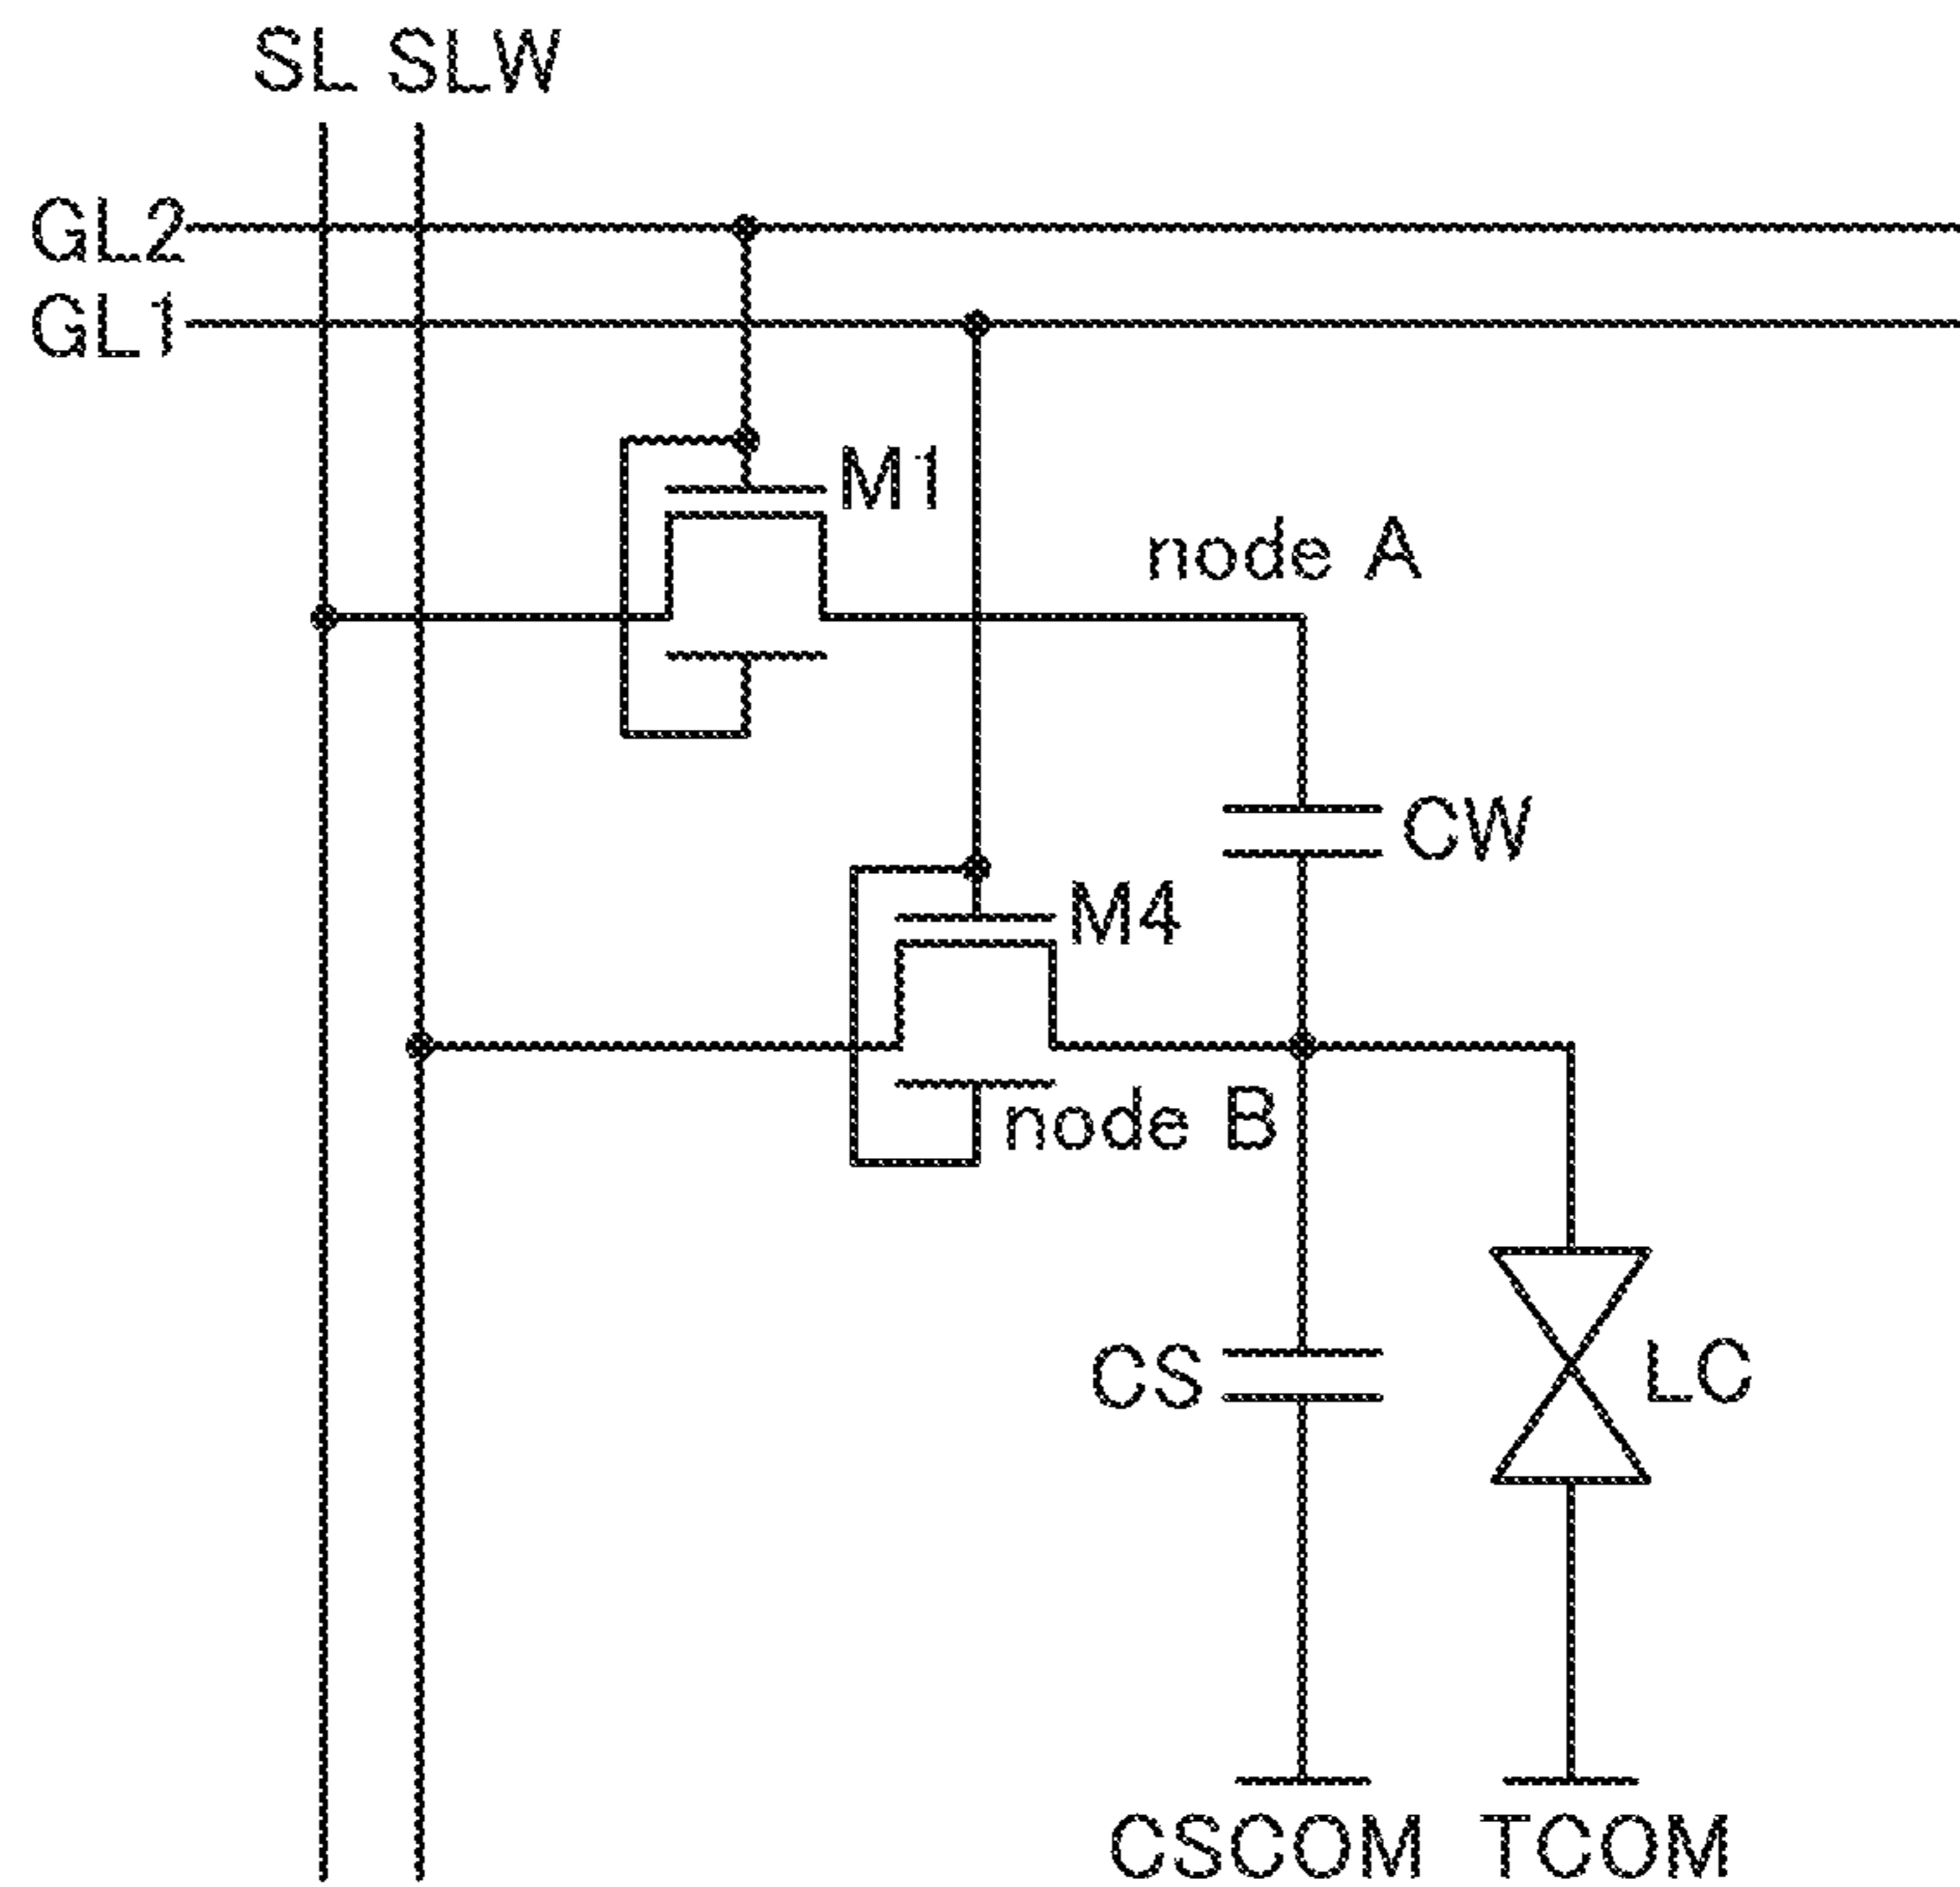 SL SLW
GL2
GL1
M1
node A
CW
M4
node B
CS
LC
CSCOM TCOM